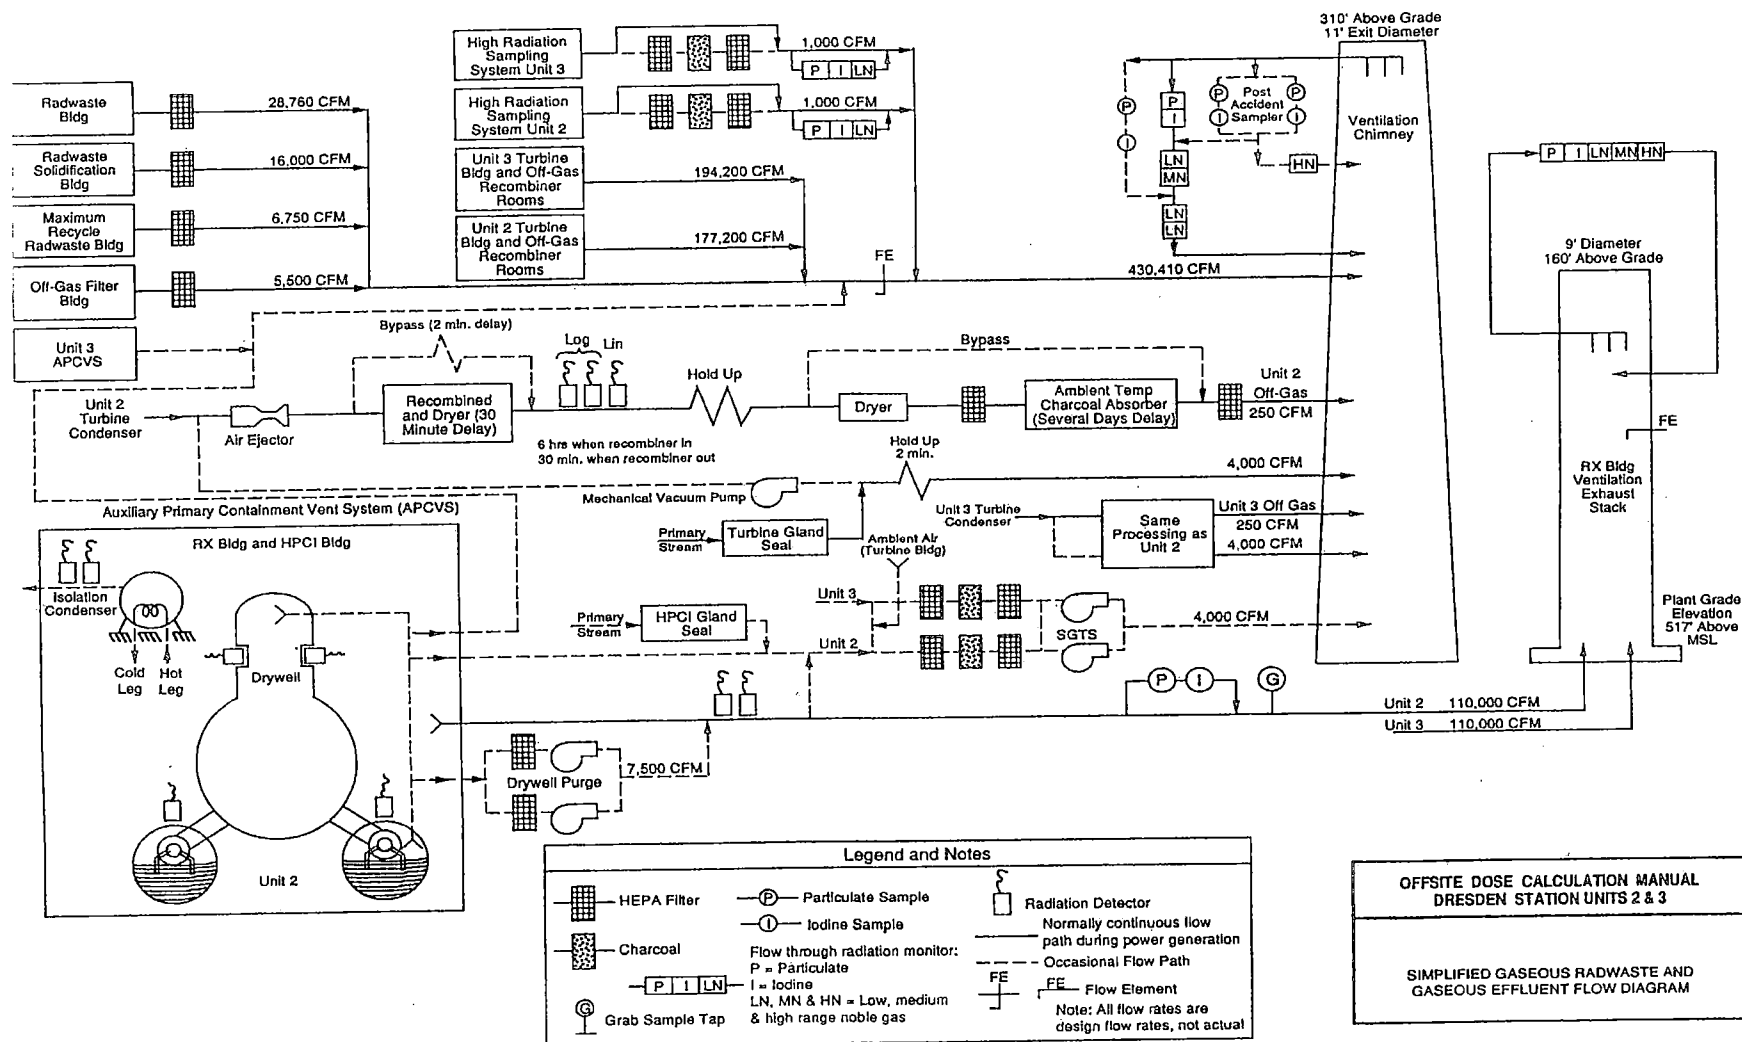 310' Above Grade
11' Exit Diameter
High Radiation
Sampling
System Unit 3
1,000 CFM
P I LN
High Radiation
Sampling
System Unit 2
1,000 CFM
P I LN
Radwaste
Bldg
28,760 CFM
Radwaste
Solidification
Bldg
16,000 CFM
Maximum
Recycle
Radwaste Bldg
6,750 CFM
Off-Gas Filter
Bldg
5,500 CFM
Unit 3
APCVS
Unit 3 Turbine
Bldg and Off-Gas
Recombiner
Rooms
194,200 CFM
Unit 2 Turbine
Bldg and Off-Gas
Recombiner
Rooms
177,200 CFM
FE
430,410 CFM
P
I
P
I
P
I
Post
Accident
Sampler
P
I
LN
MN
HN
LN
LN
Ventilation
Chimney
P I LN MN HN
9' Diameter
160' Above Grade
FE
RX Bldg
Ventilation
Exhaust
Stack
Plant Grade
Elevation
517' Above
MSL
Bypass (2 min. delay)
Log
Lin
Unit 2
Turbine
Condenser
Air Ejector
Recombined
and Dryer (30
Minute Delay)
Hold Up
6 hrs when recombiner in
30 min. when recombiner out
Bypass
Dryer
Ambient Temp
Charcoal Absorber
(Several Days Delay)
Unit 2
Off-Gas
250 CFM
Hold Up
2 min.
4,000 CFM
Mechanical Vacuum Pump
Primary
Stream
Turbine Gland
Seal
Unit 3 Turbine
Condenser
Same
Processing as
Unit 2
Unit 3 Off Gas
250 CFM
4,000 CFM
Ambient Air
(Turbine Bldg)
Auxiliary Primary Containment Vent System (APCVS)
RX Bldg and HPCI Bldg
Isolation
Condenser
Cold
Leg
Hot
Leg
Drywell
Unit 2
Primary
Stream
HPCI Gland
Seal
Unit 3
Unit 2
SGTS
4,000 CFM
P
I
G
Unit 2 110,000 CFM
Unit 3 110,000 CFM
Drywell Purge
7,500 CFM
Legend and Notes
HEPA Filter
Charcoal
P I LN
G
Grab Sample Tap
P
Particulate Sample
I
Iodine Sample
Flow through radiation monitor:
P = Particulate
I = Iodine
LN, MN & HN = Low, medium
& high range noble gas
Radiation Detector
Normally continuous flow
path during power generation
Occasional Flow Path
FE
FE
Flow Element
Note: All flow rates are
design flow rates, not actual
OFFSITE DOSE CALCULATION MANUAL
DRESDEN STATION UNITS 2 & 3
SIMPLIFIED GASEOUS RADWASTE AND
GASEOUS EFFLUENT FLOW DIAGRAM